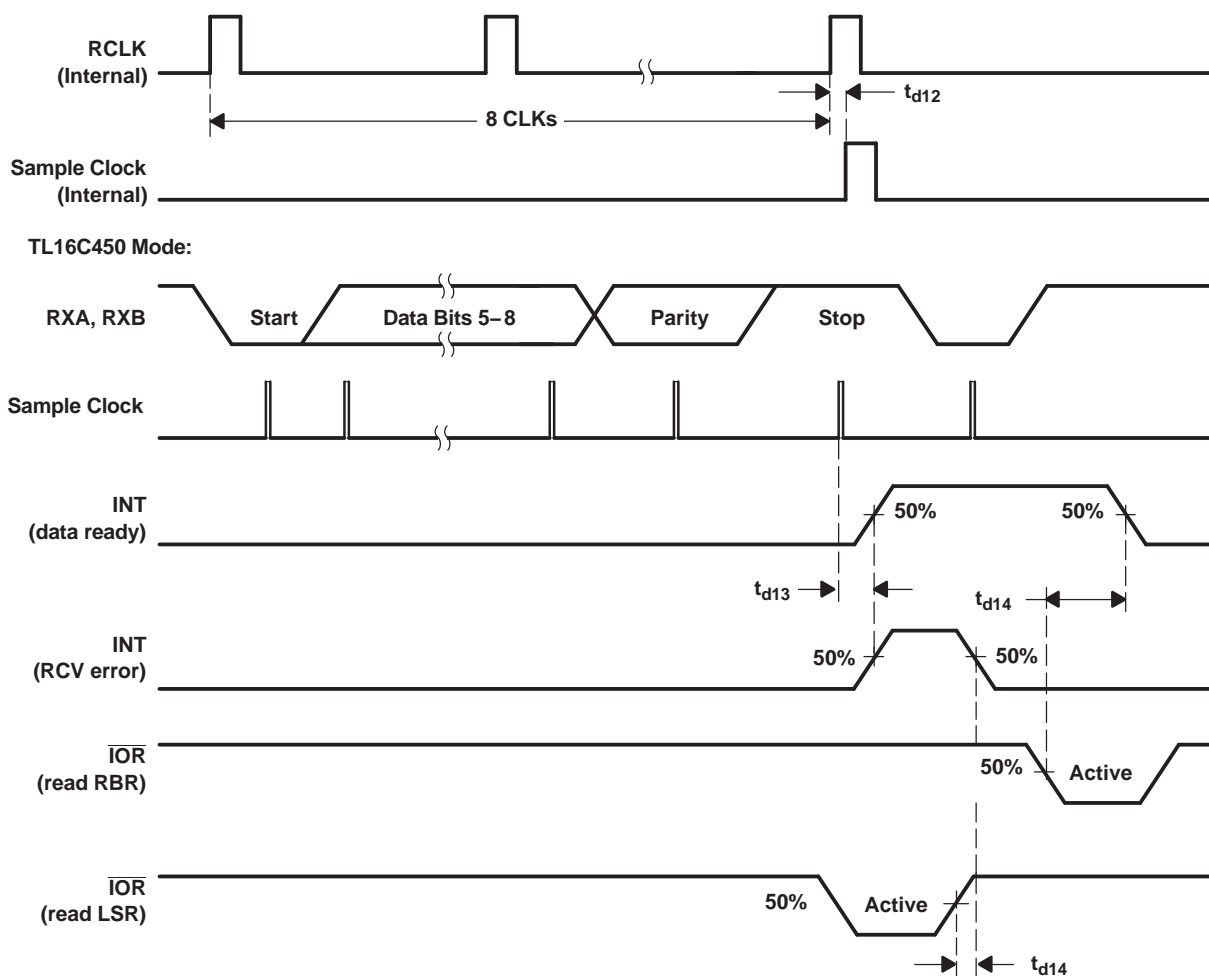 RCLK
(Internal)
t_d12
8 CLKs
Sample Clock
(Internal)
TL16C450 Mode:
RXA, RXB
Start
Data Bits 5–8
Parity
Stop
Sample Clock
INT
(data ready)
50%
50%
t_d13
t_d14
INT
(RCV error)
50%
50%
IOR
(read RBR)
50%
Active
IOR
(read LSR)
50%
Active
t_d14